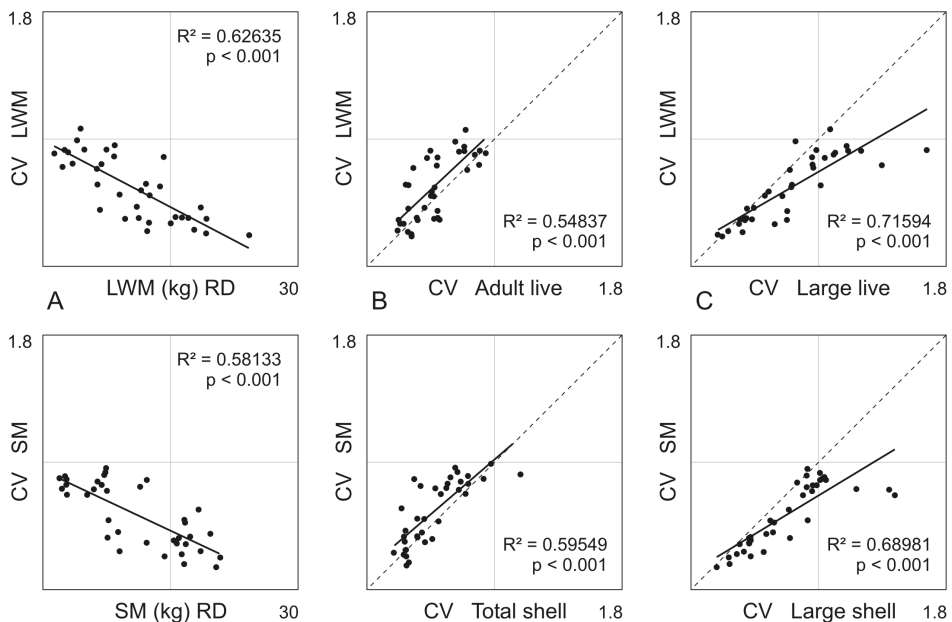 1.8
CV LWM
R² = 0.62635
p < 0.001
A
LWM (kg) RD
30
1.8
CV LWM
R² = 0.54837
p < 0.001
B
CV Adult live
1.8
1.8
CV LWM
R² = 0.71594
p < 0.001
C
CV Large live
1.8
1.8
CV SM
R² = 0.58133
p < 0.001
SM (kg) RD
30
1.8
CV SM
R² = 0.59549
p < 0.001
CV Total shell
1.8
1.8
CV SM
R² = 0.68981
p < 0.001
CV Large shell
1.8